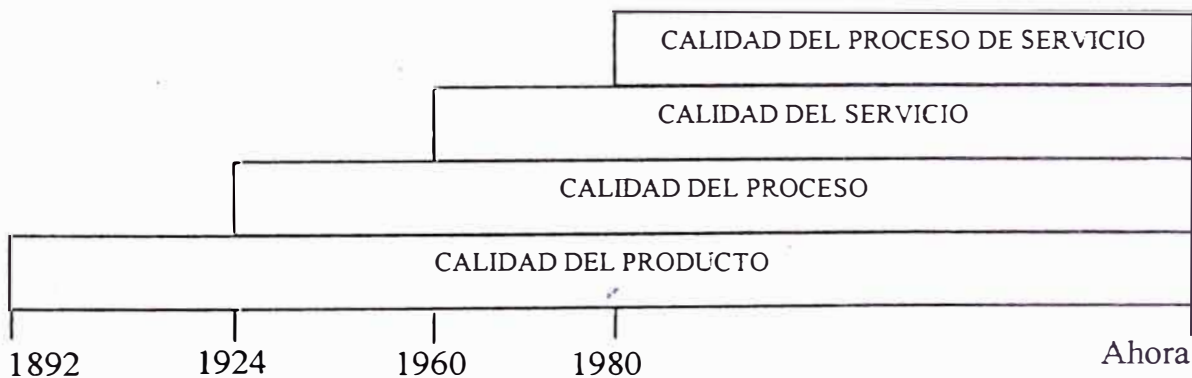 CALIDAD DEL PROCESO DE SERVICIO
CALIDAD DEL SERVICIO
CALIDAD DEL PROCESO
CALIDAD DEL PRODUCTO
1892 1924 1960 1980 Ahora